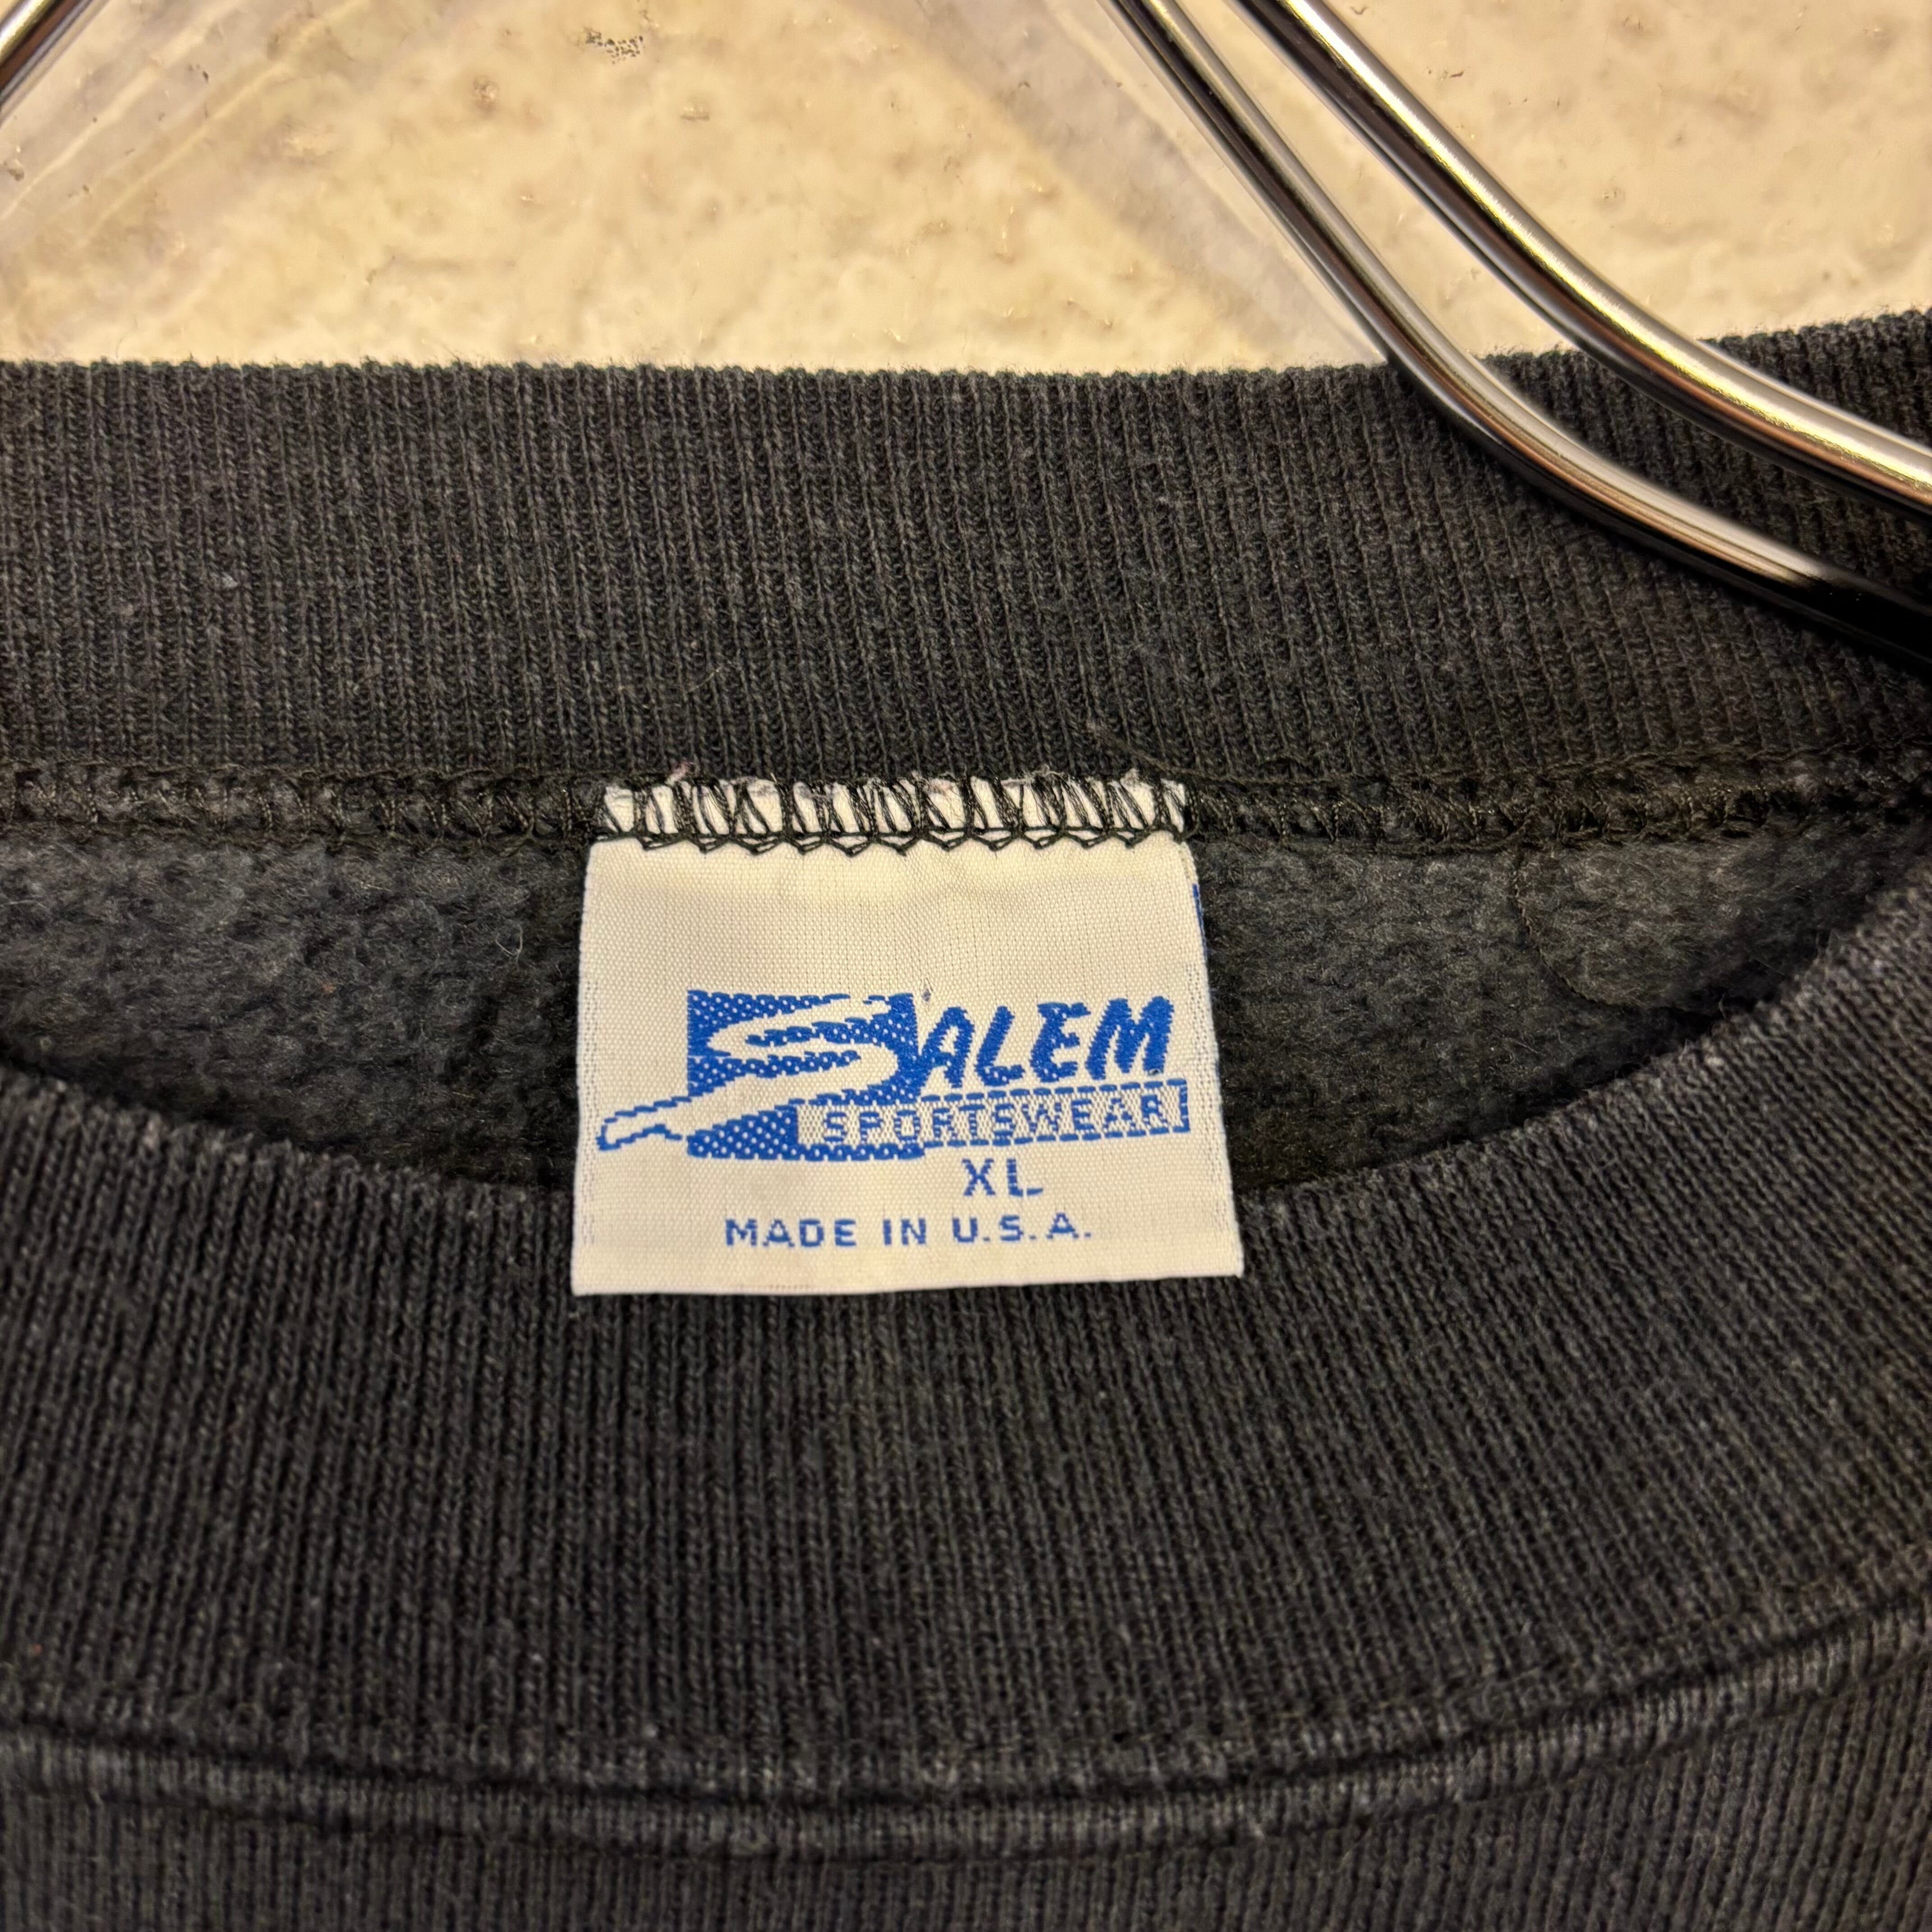 SALEM
SPORTSWEAR
XL
MADE IN U.S.A.